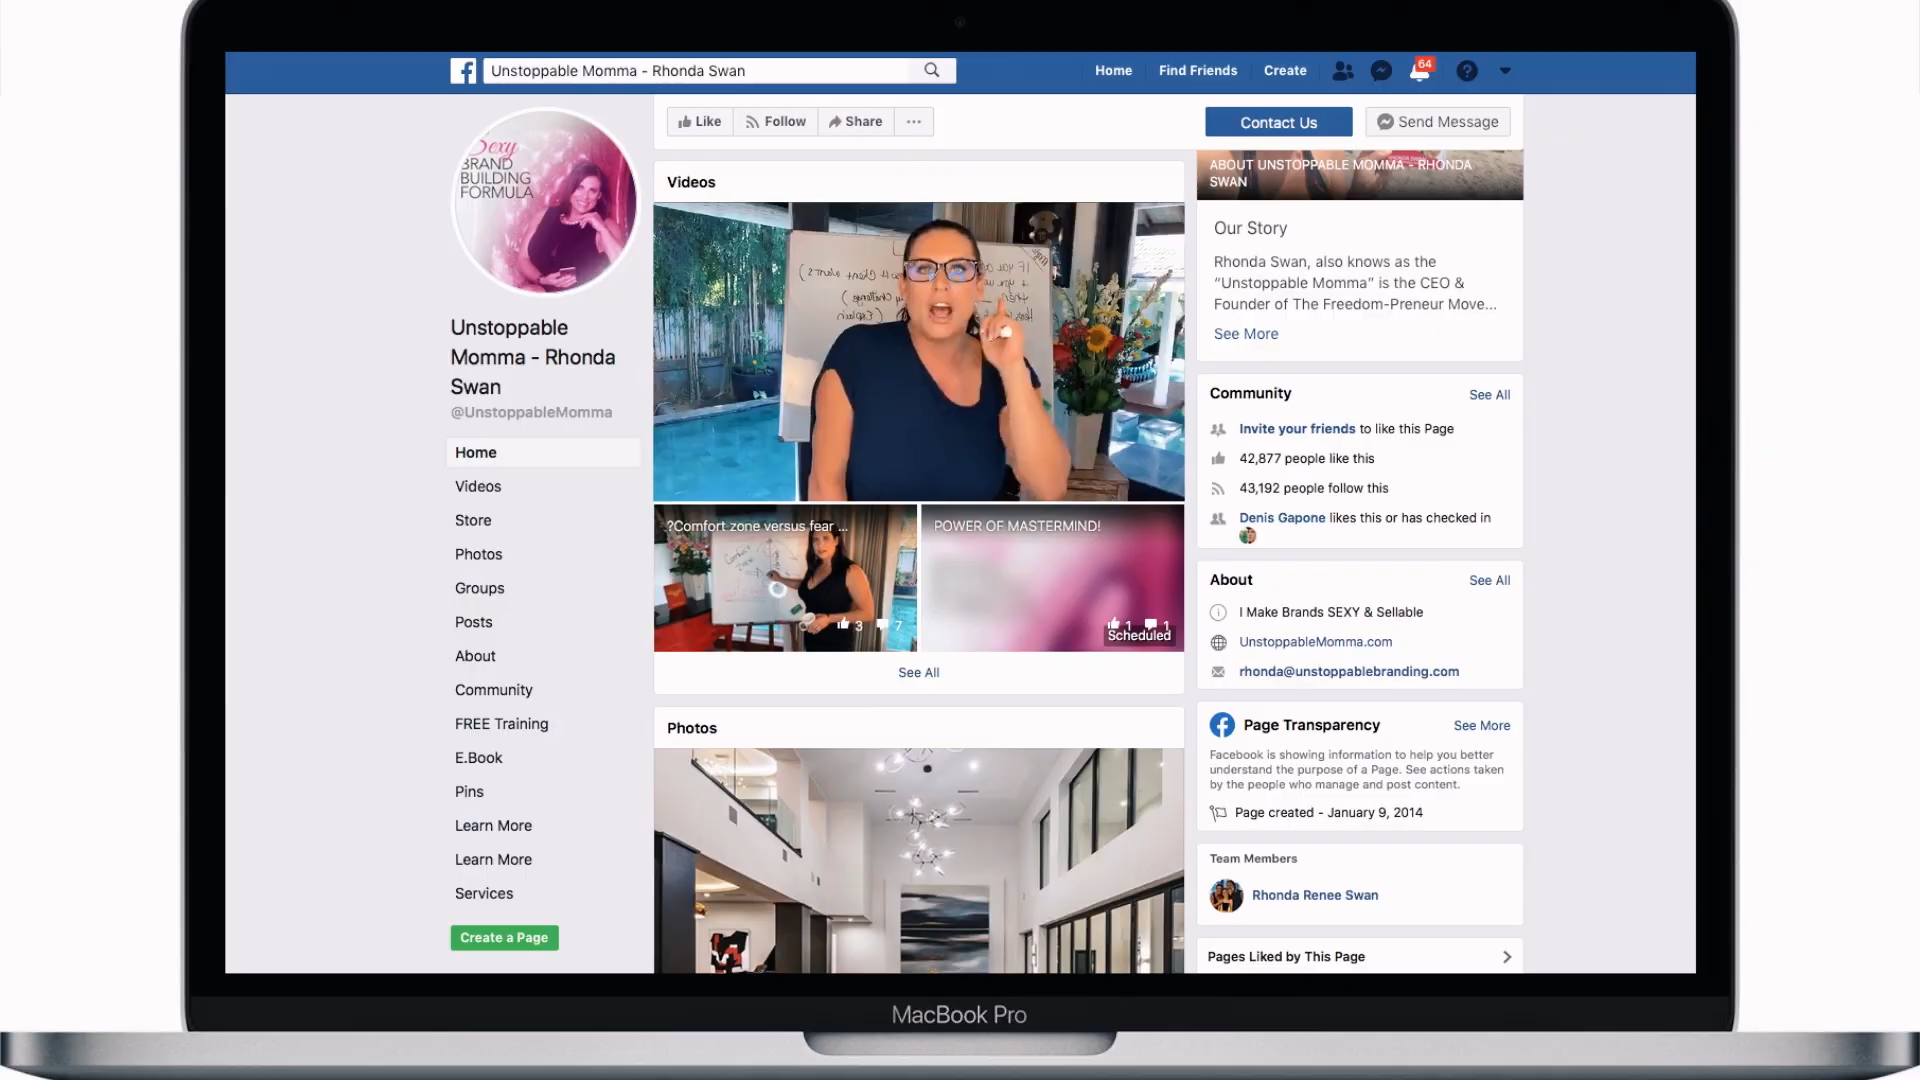 Unstoppable Momma - Rhonda Swan
Home
Find Friends
Create
64
Sexy
BRAND
BUILDING
FORMULA
Unstoppable
Momma - Rhonda
Swan
@UnstoppableMomma
Home
Videos
Store
Photos
Groups
Posts
About
Community
FREE Training
E.Book
Pins
Learn More
Learn More
Services
Create a Page
Like
Follow
Share
Contact Us
Send Message
Videos
?Comfort zone versus fear ...
3
7
POWER OF MASTERMIND!
1
1
Scheduled
See All
Photos
ABOUT UNSTOPPABLE MOMMA - RHONDA
SWAN
Our Story
Rhonda Swan, also knows as the
“Unstoppable Momma” is the CEO &
Founder of The Freedom-Preneur Move...
See More
Community
See All
Invite your friends to like this Page
42,877 people like this
43,192 people follow this
Denis Gapone likes this or has checked in
About
See All
I Make Brands SEXY & Sellable
UnstoppableMomma.com
rhonda@unstoppablebranding.com
Page Transparency
See More
Facebook is showing information to help you better
understand the purpose of a Page. See actions taken
by the people who manage and post content.
Page created - January 9, 2014
Team Members
Rhonda Renee Swan
Pages Liked by This Page
MacBook Pro